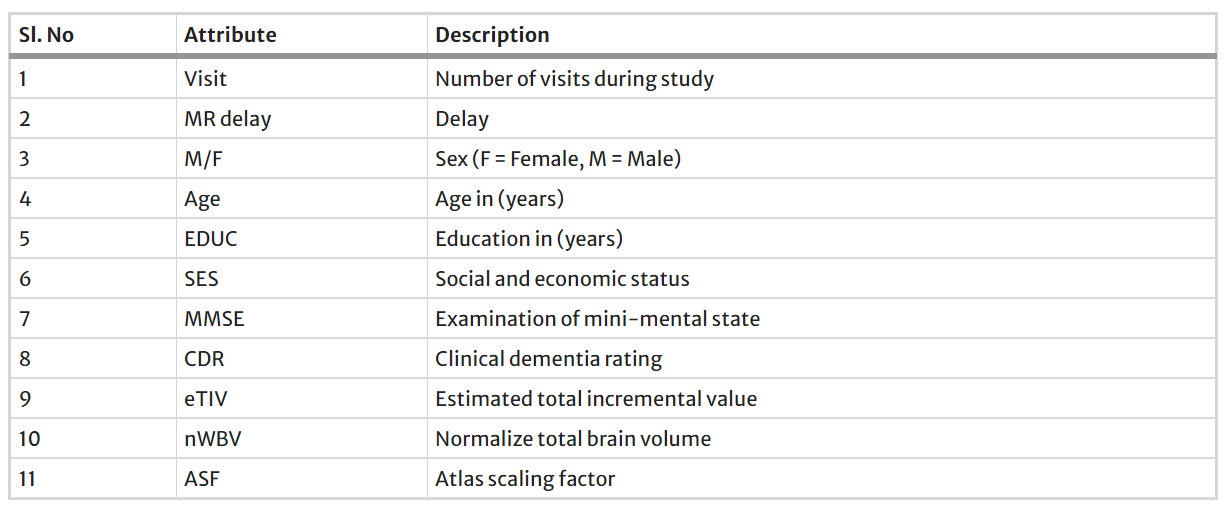 Sl. No Attribute Description
1 Visit Number of visits during study
2 MR delay Delay
3 M/F Sex (F = Female, M = Male)
4 Age Age in (years)
5 EDUC Education in (years)
6 SES Social and economic status
7 MMSE Examination of mini-mental state
8 CDR Clinical dementia rating
9 eTIV Estimated total incremental value
10 nWBV Normalize total brain volume
11 ASF Atlas scaling factor